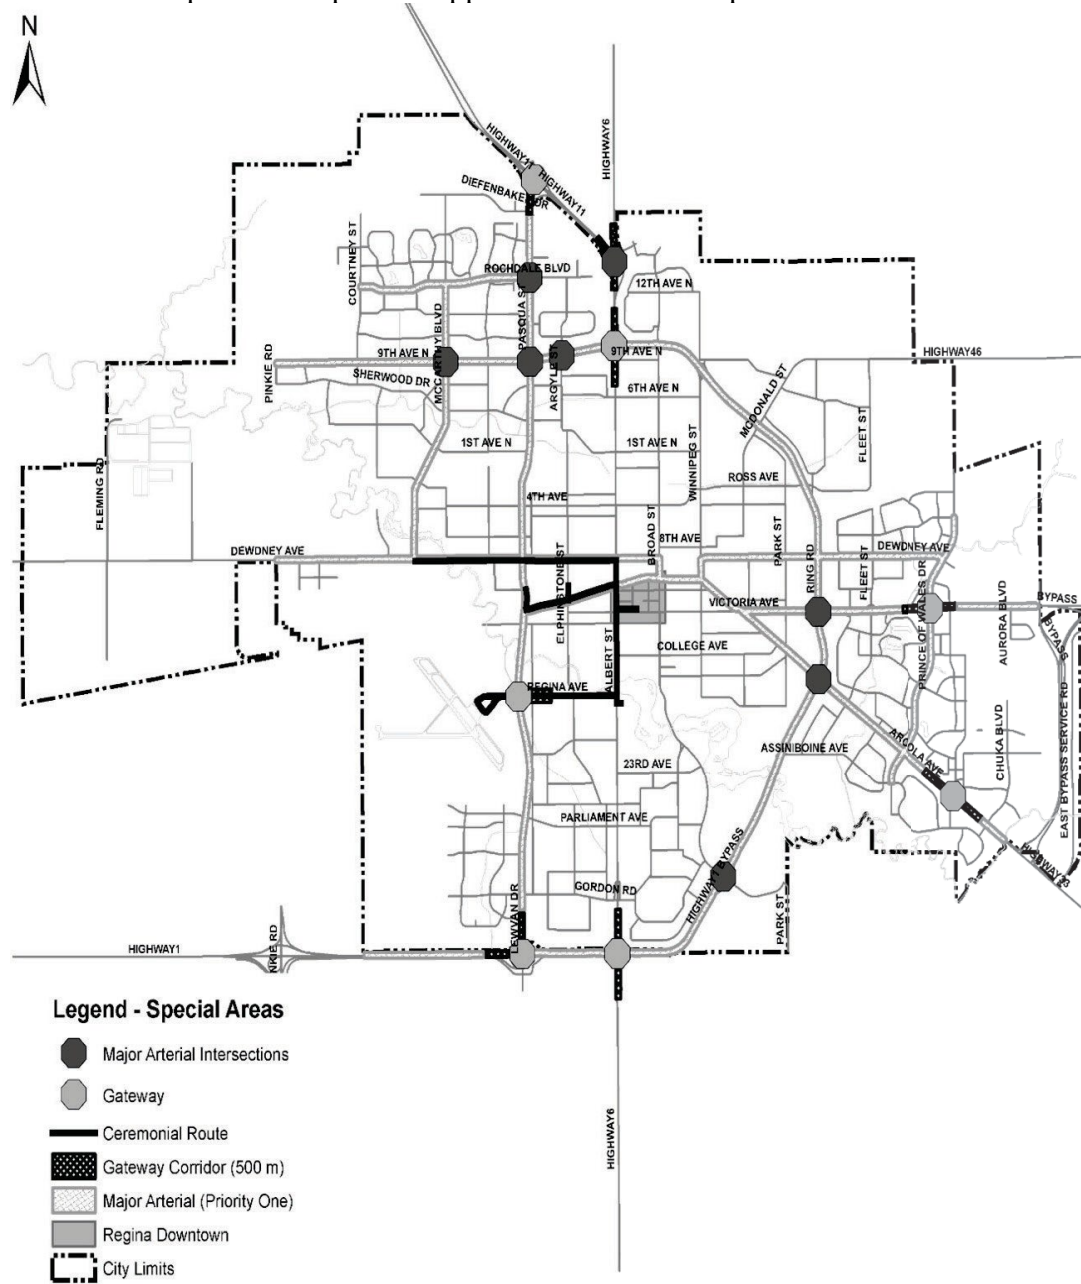 N
HIGHWAY11
HIGHWAY11
HIGHWAY6
DIEFENBAKER DR
COURTNEY ST
ROCHDALE BLVD
12TH AVE N
PASQUA ST
MCCARTHY BLVD
9TH AVE N
ARGYLE ST
9TH AVE N
HIGHWAY46
PINKIE RD
SHERWOOD DR
6TH AVE N
MCDONALD ST
1ST AVE N
1ST AVE N
WINNIPEG ST
FLEET ST
FLEMING RD
ROSS AVE
4TH AVE
BROAD ST
8TH AVE
PARK ST
DEWDNEY AVE
DEWDNEY AVE
ELPHINSTONE ST
RING RD
FLEET ST
VICTORIA AVE
PRINCE OF WALES DR
AURORA BLVD
BYPASS
BYPASS
COLLEGE AVE
ALBERT ST
REGINA AVE
ASSINIBOINE AVE
ARCOLA AVE
CHUKA BLVD
EAST BYPASS SERVICE RD
23RD AVE
PARLIAMENT AVE
HIGHWAY1 BYPASS
HIGHWAY33
GORDON RD
LEWVAN DR
PARK ST
HIGHWAY1
NKIE RD
HIGHWAY6
Legend - Special Areas
Major Arterial Intersections
Gateway
Ceremonial Route
Gateway Corridor (500 m)
Major Arterial (Priority One)
Regina Downtown
City Limits